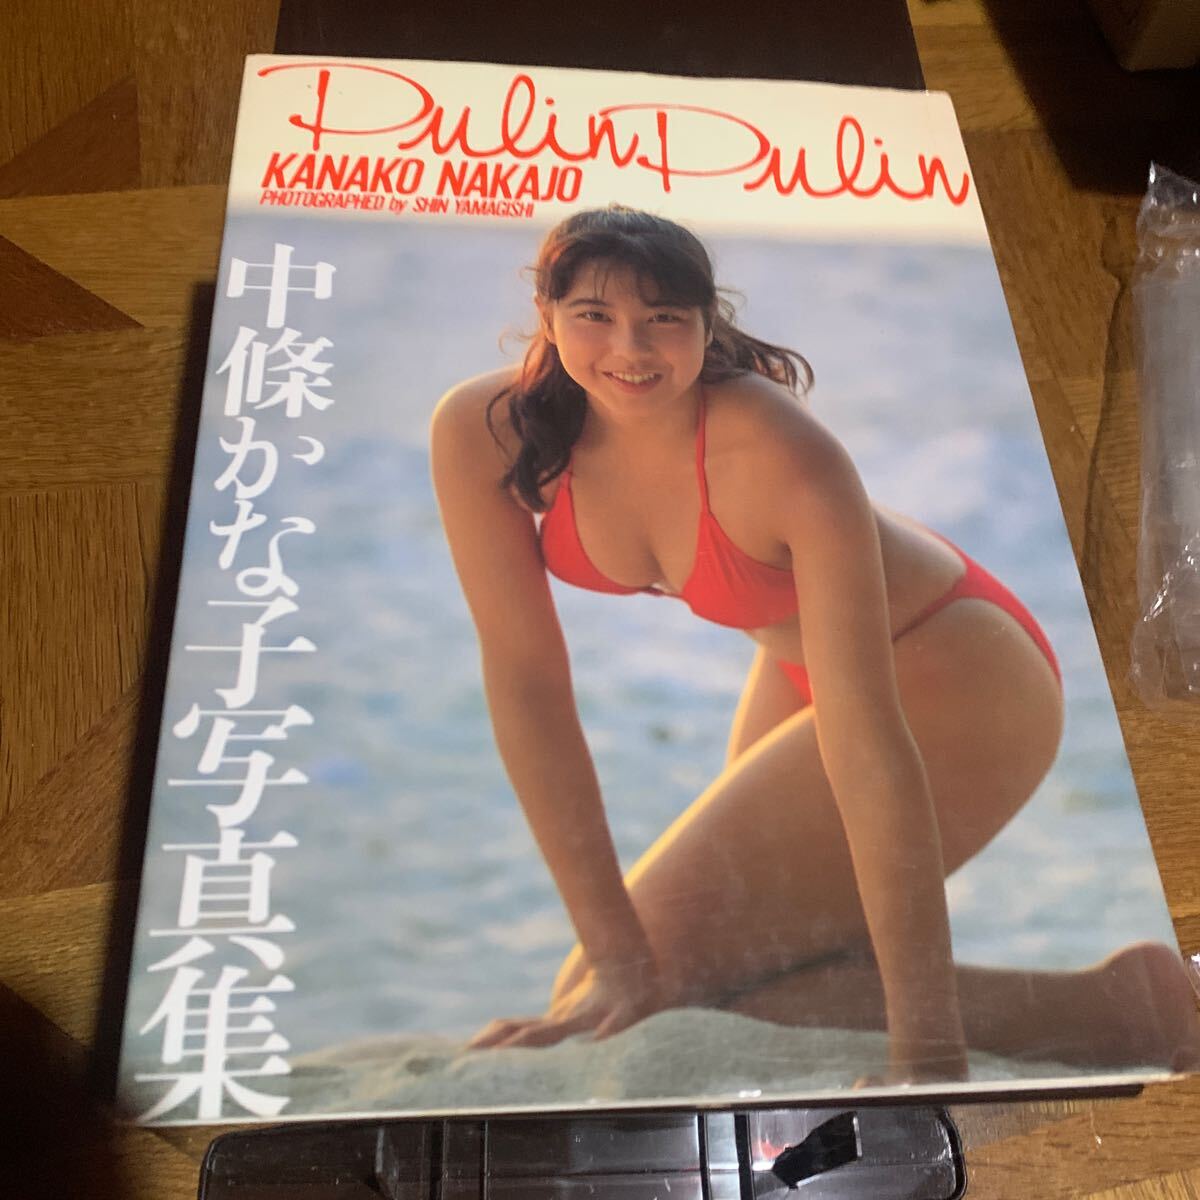 Pulin Pulin
KANAKO NAKAJO
PHOTOGRAPHED by SHIN YAMAGISHI
中條かな子写真集